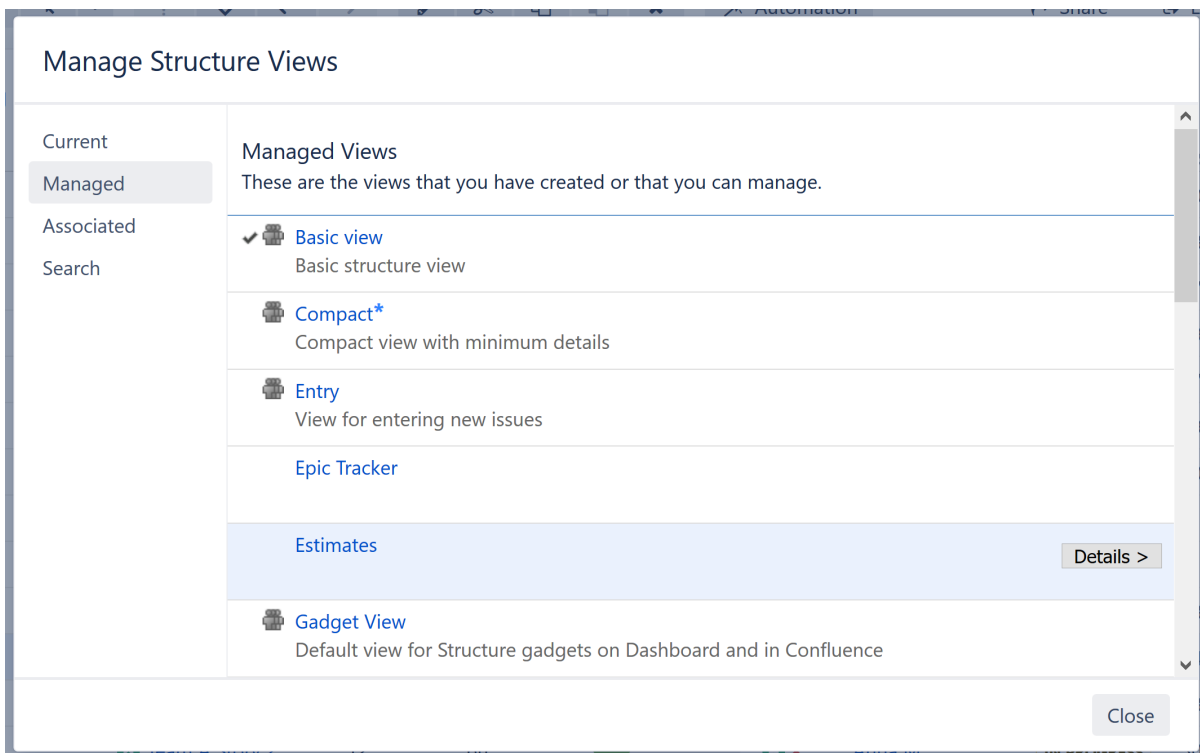 Automation
Share
Manage Structure Views
Current
Managed
Associated
Search
Managed Views
These are the views that you have created or that you can manage.
Basic view
Basic structure view
Compact*
Compact view with minimum details
Entry
View for entering new issues
Epic Tracker
Estimates
Details >
Gadget View
Default view for Structure gadgets on Dashboard and in Confluence
Close